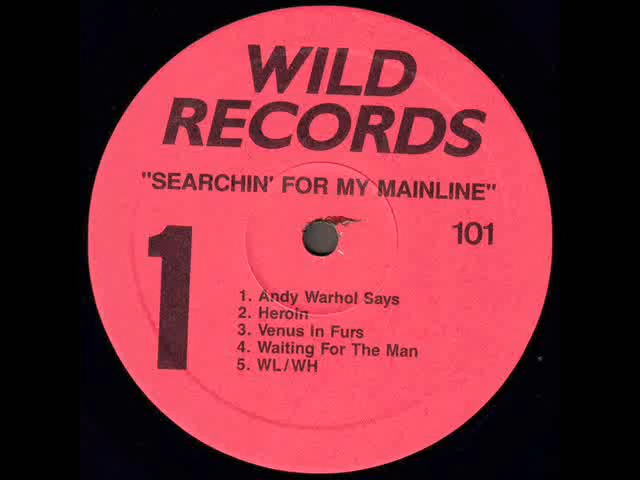 WILD
RECORDS
"SEARCHIN' FOR MY MAINLINE"
101
1
1. Andy Warhol Says
2. Heroin
3. Venus In Furs
4. Waiting For The Man
5. WL/WH